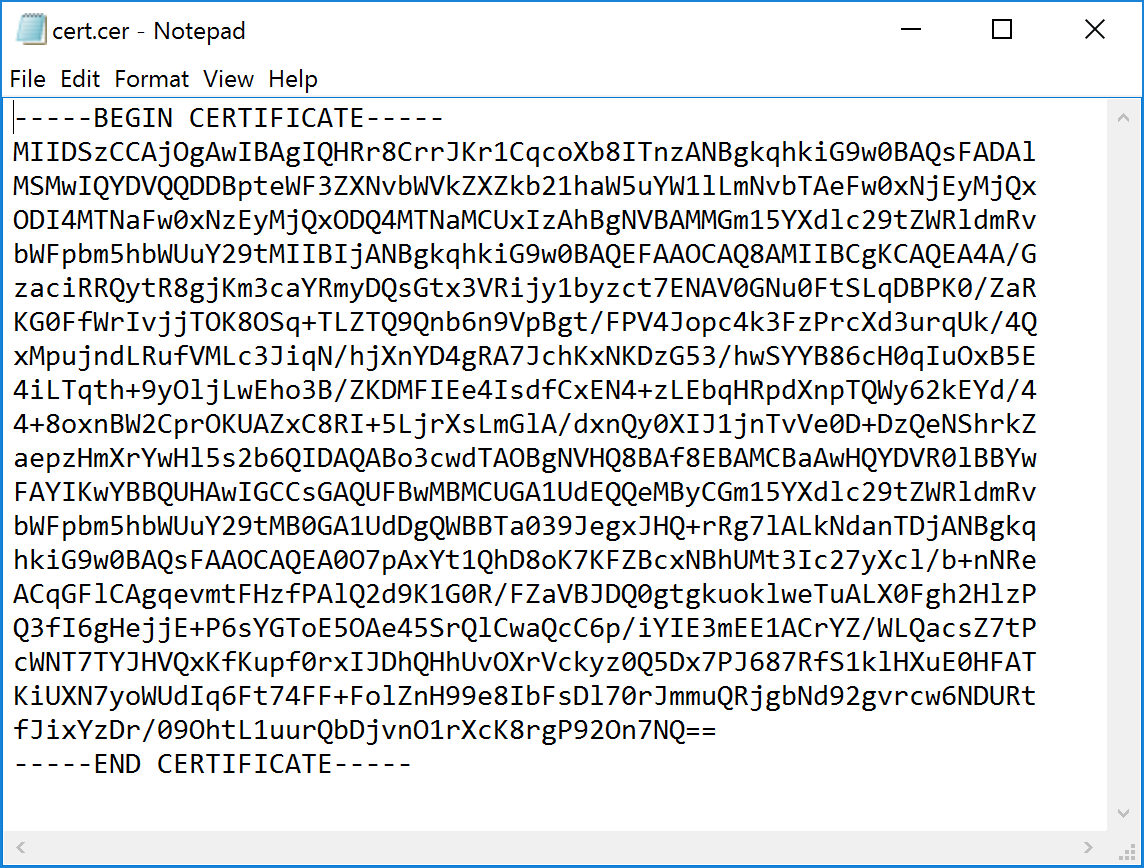 cert.cer - Notepad
File Edit Format View Help
-----BEGIN CERTIFICATE-----
MIIDSzCCAjOgAwIBAgIQHRr8CrrJKr1CqcoXb8ITnzANBgkqhkiG9w0BAQsFADAl
MSMwIQYDVQQDDBpteWF3ZXNvbWVkZXZkb21haW5uYW1lLmNvbTAeFw0xNjEyMjQx
ODI4MTNaFw0xNzEyMjQxODQ4MTNaMCUxIzAhBgNVBAMMGm15YXdlc29tZWRldmRv
bWFpbm5hbWUuY29tMIIBIjANBgkqhkiG9w0BAQEFAAOCAQ8AMIIBCgKCAQEA4A/G
zaciRRQytR8gjKm3caYRmyDQsGtx3VRijy1byzct7ENAV0GNu0FtSLqDBPK0/ZaR
KG0FfWrIvjjTOK8OSq+TLZTQ9Qnb6n9VpBgt/FPV4Jopc4k3FzPrcXd3urqUk/4Q
xMpujndLRufVMLc3JiqN/hjXnYD4gRA7JchKxNKDzG53/hwSYYB86cH0qIuOxB5E
4iLTqth+9yOljLwEho3B/ZKDMFIEe4IsdfCxEN4+zLEbqHRpdXnpTQWy62kEYd/4
4+8oxnBW2CprOKUAZxC8RI+5LjrXsLmGlA/dxnQy0XIJ1jnTvVe0D+DzQeNShrkZ
aepzHmXrYwHl5s2b6QIDAQABo3cwdTAOBgNVHQ8BAf8EBAMCBaAwHQYDVR0lBBYw
FAYIKwYBBQUHAwIGCCsGAQUFBwMBMCUGA1UdEQQeMByCGm15YXdlc29tZWRldmRv
bWFpbm5hbWUuY29tMB0GA1UdDgQWBBTa039JegxJHQ+rRg7lALkNdanTDjANBgkq
hkiG9w0BAQsFAAOCAQEA0O7pAxYt1QhD8oK7KFZBcxNBhUMt3Ic27yXcl/b+nNRe
ACqGFlCAgqevmtFHzfPAlQ2d9K1G0R/FZaVBJDQ0gtgkuoklweTuALX0Fgh2HlzP
Q3fI6gHejjE+P6sYGToE5OAe45SrQlCwaQcC6p/iYIE3mEE1ACrYZ/WLQacsZ7tP
cWNT7TYJHVQxKfKupf0rxIJDhQHhUvOXrVckyz0Q5Dx7PJ687RfS1klHXuE0HFAT
KiUXN7yoWUdIq6Ft74FF+FolZnH99e8IbFsDl70rJmmuQRjgbNd92gvrcw6NDURt
fJixYzDr/09OhtL1uurQbDjvnO1rXcK8rgP92On7NQ==
-----END CERTIFICATE-----